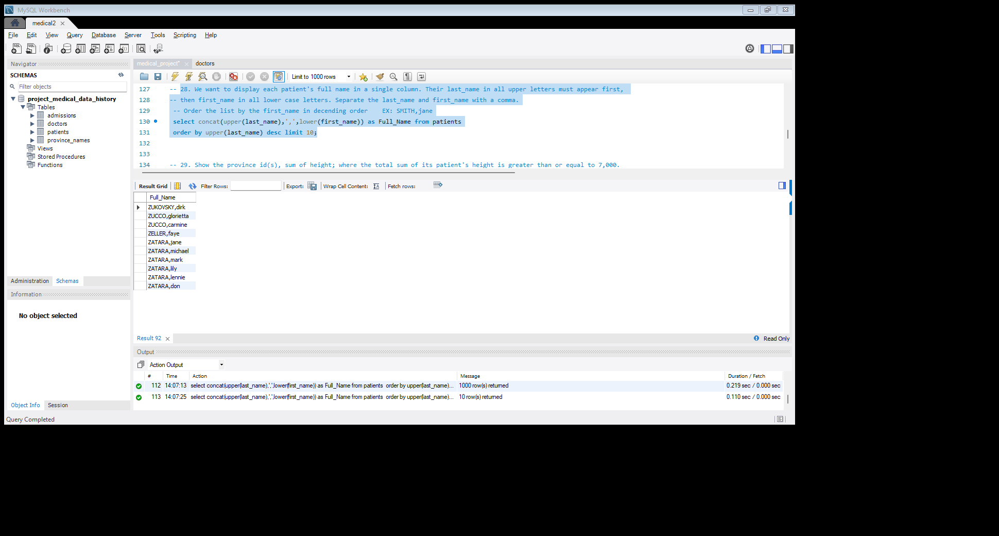 MySQL Workbench
medical2
File Edit View Query Database Server Tools Scripting Help
Navigator
SCHEMAS
Filter objects
project_medical_data_history
Tables
admissions
doctors
patients
province_names
Views
Stored Procedures
Functions
Administration Schemas
Information
No object selected
Object Info Session
medical_project* doctors
Limit to 1000 rows
127 -- 28. We want to display each patient's full name in a single column. Their last_name in all upper letters must appear first,
128 -- then first_name in all lower case letters. Separate the last_name and first_name with a comma.
129 -- Order the list by the first_name in decending order    EX: SMITH,jane
130 select concat(upper(last_name),',',lower(first_name)) as Full_Name from patients
131 order by upper(last_name) desc limit 10;
132
133
134 -- 29. Show the province id(s), sum of height; where the total sum of its patient's height is greater than or equal to 7,000.
Result Grid Filter Rows: Export: Wrap Cell Content: Fetch rows:
Full_Name
ZUKOVSKY,dirk
ZUCCO,glorietta
ZUCCO,carmine
ZELLER,faye
ZATARA,jane
ZATARA,michael
ZATARA,mark
ZATARA,lily
ZATARA,lennie
ZATARA,don
Result 92 Read Only
Output
Action Output
# Time Action Message Duration / Fetch
112 14:07:13 select concat(upper(last_name),',',lower(first_name)) as Full_Name from patients order by upper(last_name)... 1000 row(s) returned 0.219 sec / 0.000 sec
113 14:07:25 select concat(upper(last_name),',',lower(first_name)) as Full_Name from patients order by upper(last_name)... 10 row(s) returned 0.110 sec / 0.000 sec
Query Completed